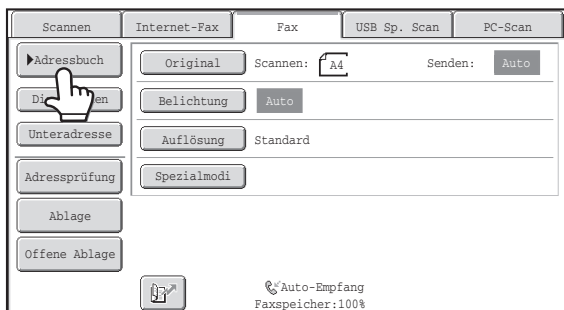 Scannen Internet-Fax Fax USB Sp. Scan PC-Scan
Adressbuch
Original Scannen: A4 Senden: Auto
Belichtung Auto
Unteradresse
Auflösung Standard
Adressprüfung
Spezialmodi
Ablage
Offene Ablage
Auto-Empfang
Faxspeicher:100%